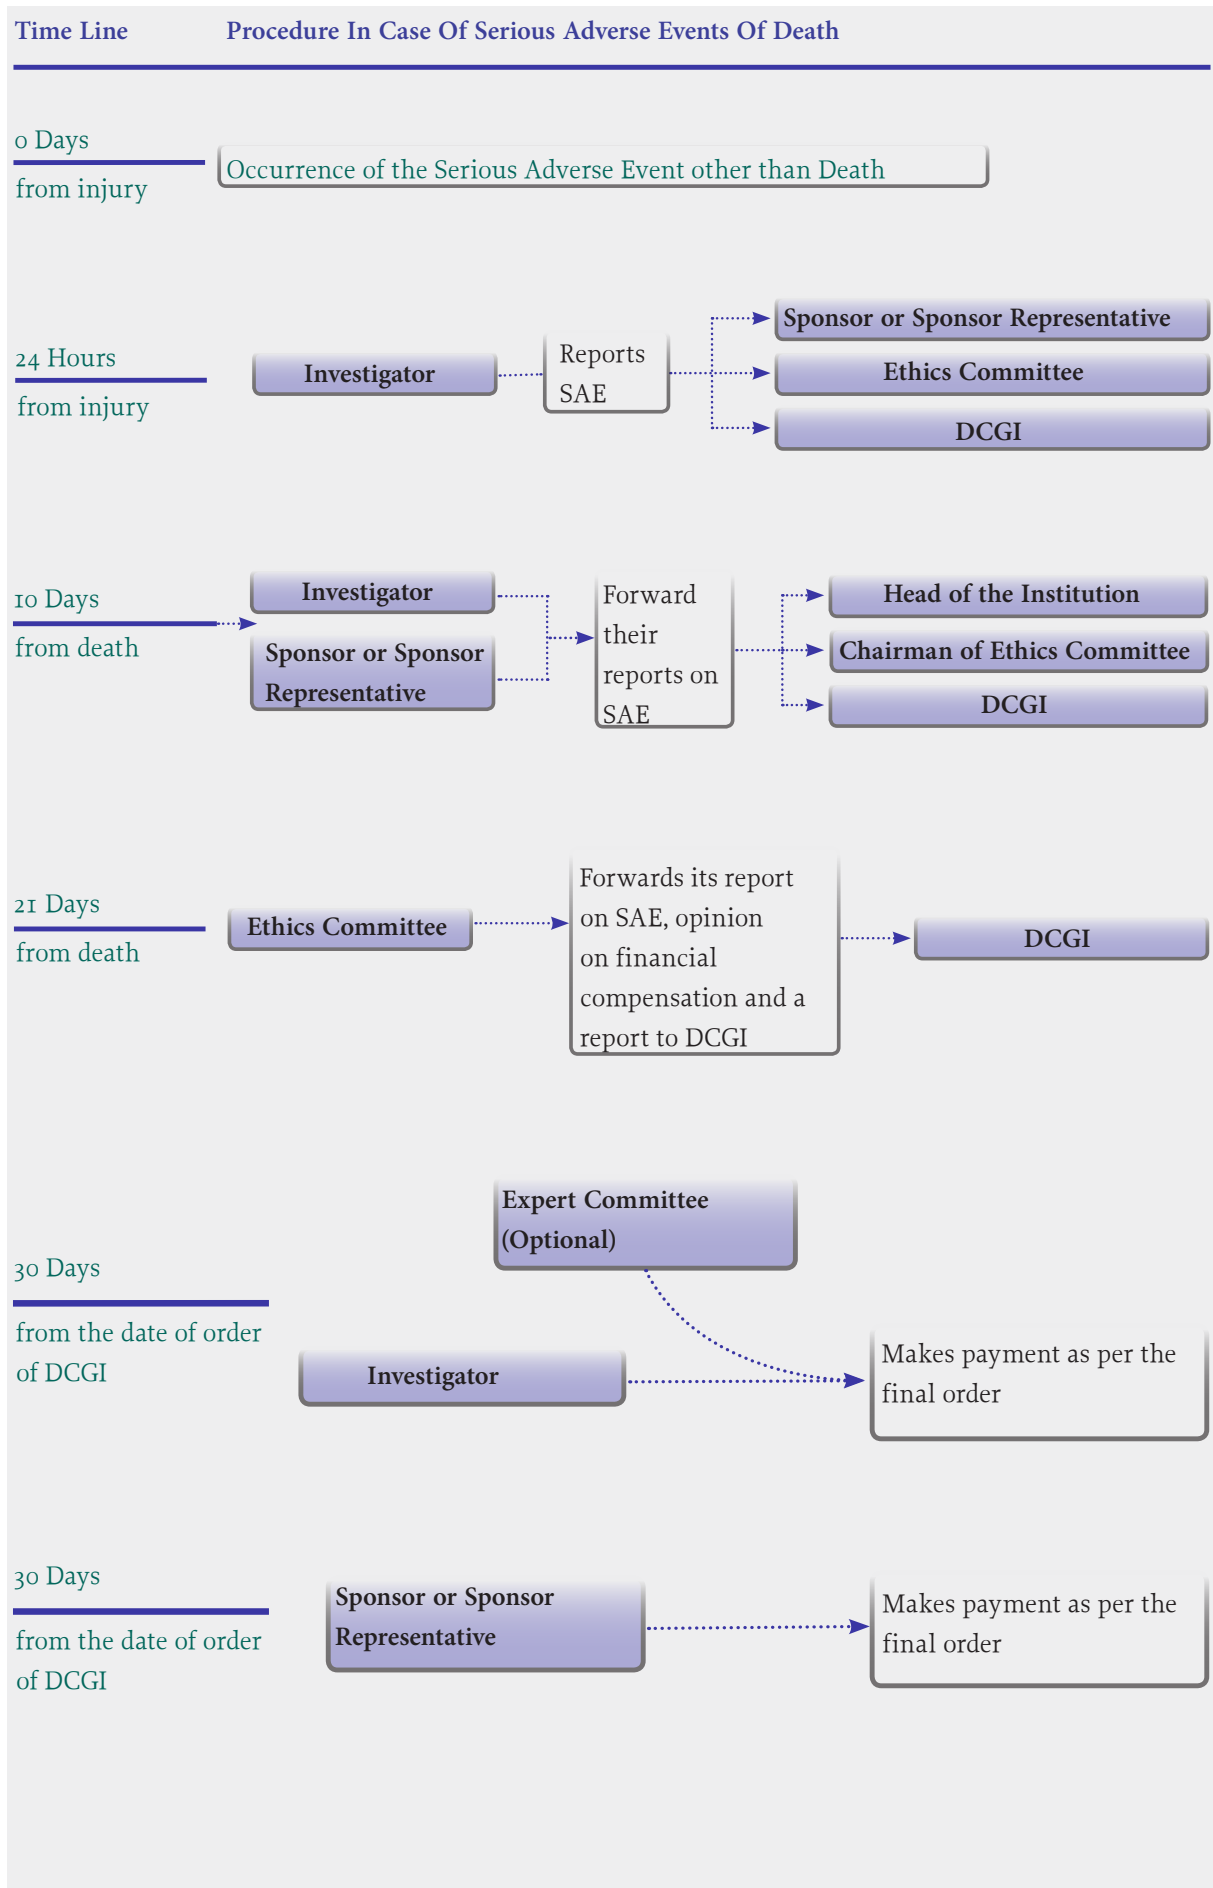 Time Line
Procedure In Case Of Serious Adverse Events Of Death
0 Days
from injury
Occurrence of the Serious Adverse Event other than Death
24 Hours
from injury
Investigator
Reports
SAE
Sponsor or Sponsor Representative
Ethics Committee
DCGI
10 Days
from death
Investigator
Sponsor or Sponsor
Representative
Forward
their
reports on
SAE
Head of the Institution
Chairman of Ethics Committee
DCGI
21 Days
from death
Ethics Committee
Forwards its report
on SAE, opinion
on financial
compensation and a
report to DCGI
DCGI
30 Days
from the date of order
of DCGI
Expert Committee
(Optional)
Investigator
Makes payment as per the
final order
30 Days
from the date of order
of DCGI
Sponsor or Sponsor
Representative
Makes payment as per the
final order